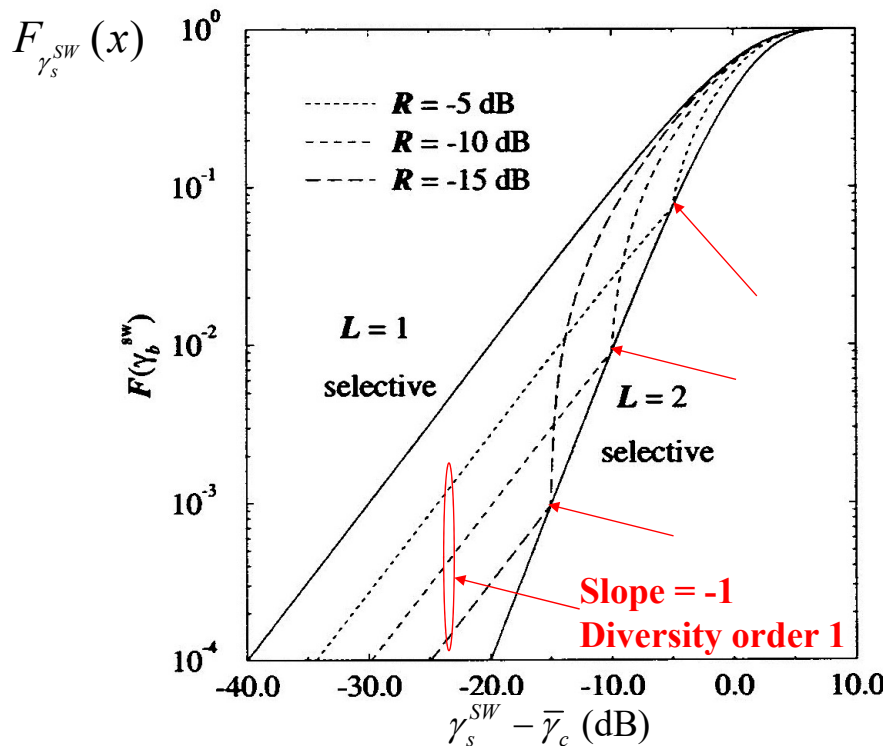 F_{γ_s^{SW}}(x)
10^0
R = -5 dB
R = -10 dB
R = -15 dB
10^{-1}
L = 1
selective
F(γ_b^{sw})
10^{-2}
L = 2
selective
10^{-3}
Slope = -1
Diversity order 1
10^{-4}
-40.0 -30.0 -20.0 -10.0 0.0 10.0
γ_s^{SW} − γ̄_c (dB)